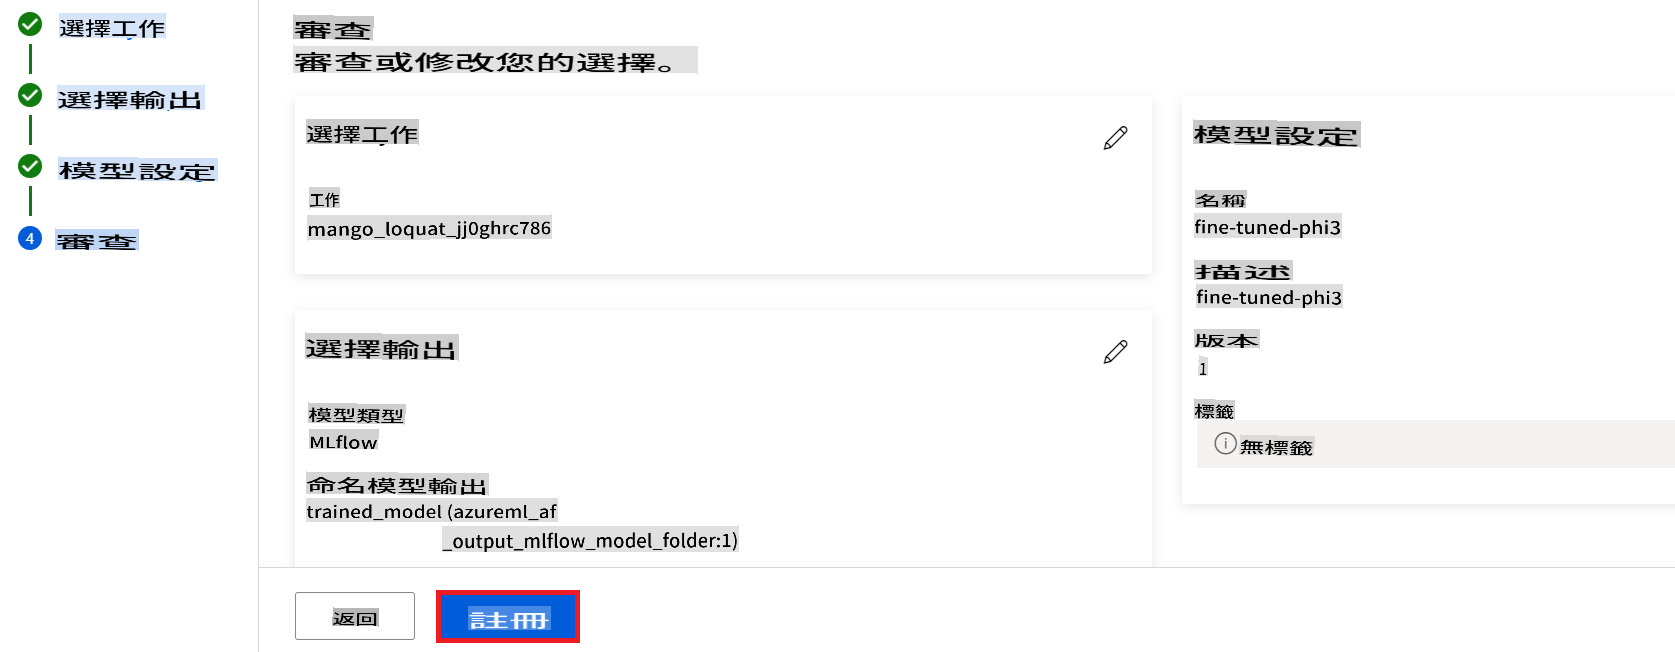 選擇工作
選擇輸出
模型設定
4
審查
審查
審查或修改您的選擇。
選擇工作
工作
mango_loquat_jj0ghrc786
選擇輸出
模型類型
MLflow
命名模型輸出
trained_model (azureml_af
_output_mlflow_model_folder:1)
模型設定
名稱
fine-tuned-phi3
描述
fine-tuned-phi3
版本
1
標籤
無標籤
返回
註冊